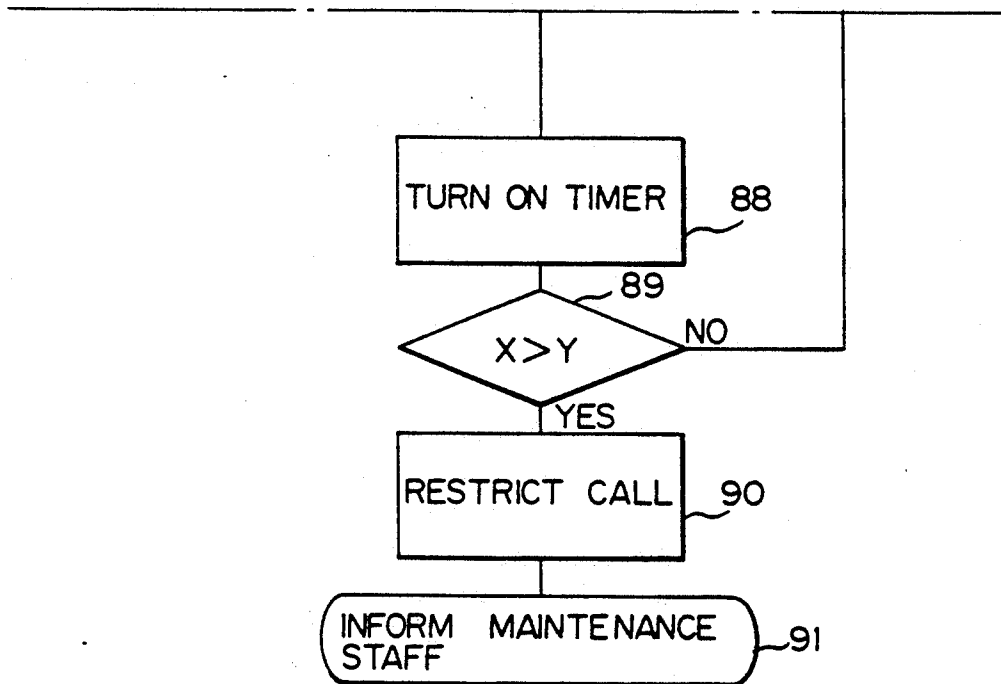 TURN ON TIMER
88
89
X>Y
NO
YES
RESTRICT CALL
90
INFORM MAINTENANCE
STAFF
91